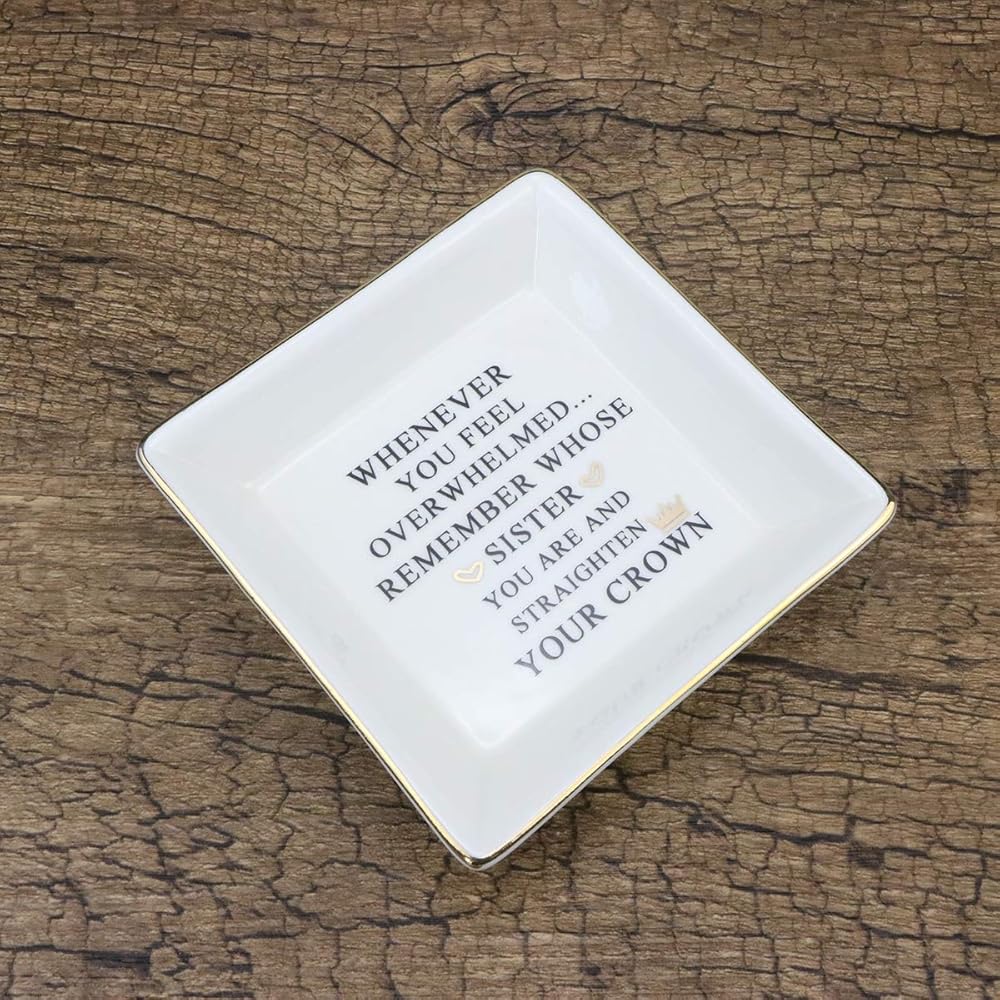 WHENEVER
YOU FEEL
OVERWHELMED...
REMEMBER WHOSE
SISTER
YOU ARE AND
STRAIGHTEN
YOUR CROWN